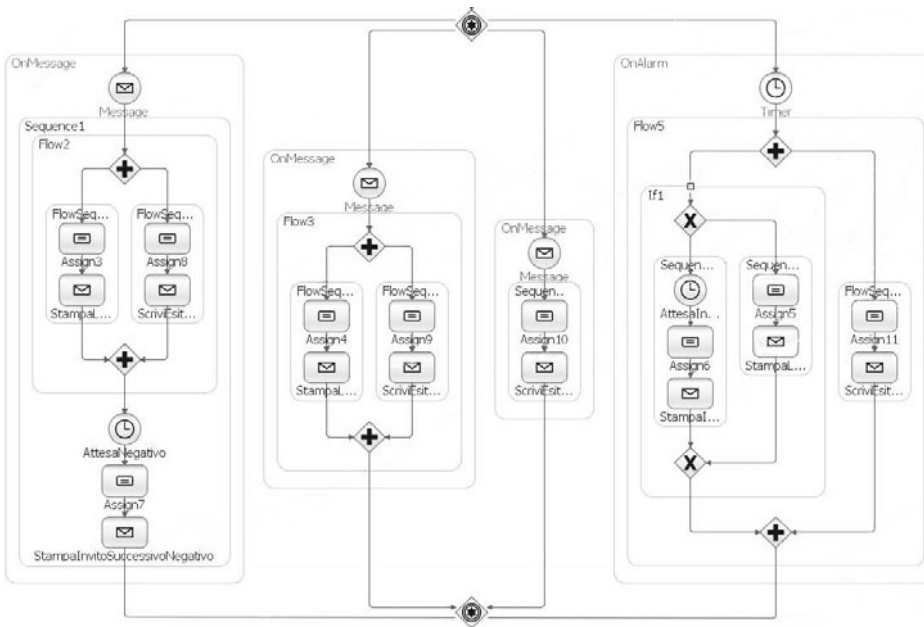 OnMessage
Message
Sequence1
Flow2
FlowSeq...
FlowSeq...
Assign3
Assign8
StampaL...
ScriviEsit...
AttesaNegativo
Assign7
StampaInvitoSuccessivoNegativo
OnMessage
Message
Flow3
FlowSeq...
FlowSeq...
Assign4
Assign9
StampaL...
ScriviEsit...
OnMessage
Message
Sequen...
Assign10
ScriviEsit...
OnAlarm
Timer
Flow5
If1
Sequen...
Sequen...
AttesaIn...
Assign5
Assign6
StampaL...
StampaI...
FlowSeq...
Assign11
ScriviEsit...